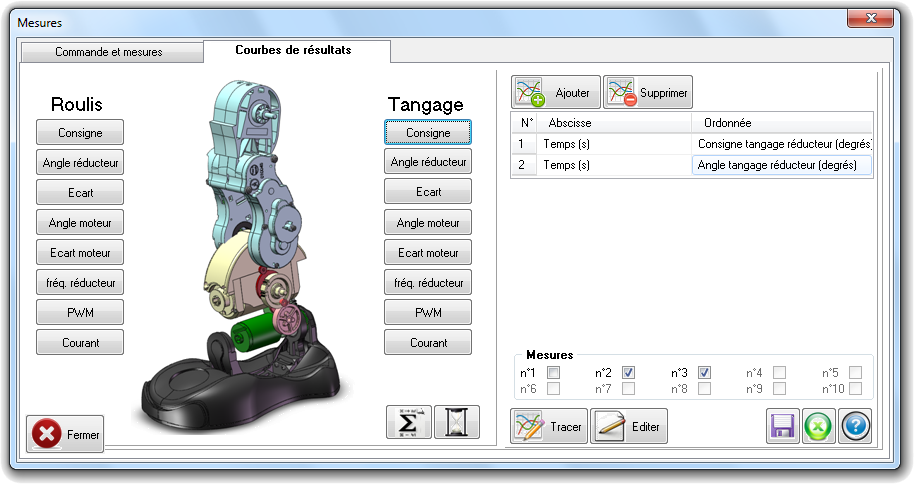 Mesures
Commande et mesures
Courbes de résultats
Roulis
Consigne
Angle réducteur
Ecart
Angle moteur
Ecart moteur
fréq. réducteur
PWM
Courant
Tangage
Consigne
Angle réducteur
Ecart
Angle moteur
Ecart moteur
fréq. réducteur
PWM
Courant
Fermer
Ajouter
Supprimer
N° Abscisse Ordonnée
1 Temps (s) Consigne tangage réducteur (degrés)
2 Temps (s) Angle tangage réducteur (degrés)
Mesures
n°1 n°2 n°3 n°4 n°5
n°6 n°7 n°8 n°9 n°10
Tracer
Editer